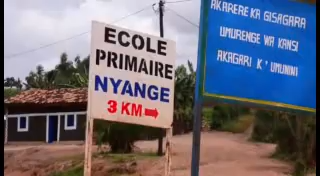 ECOLE
PRIMAIRE
NYANGE
3 KM →
AKARERE KA GISAGARA
UMURENGE WA KANSI
AKAGARI K' UMUNINI